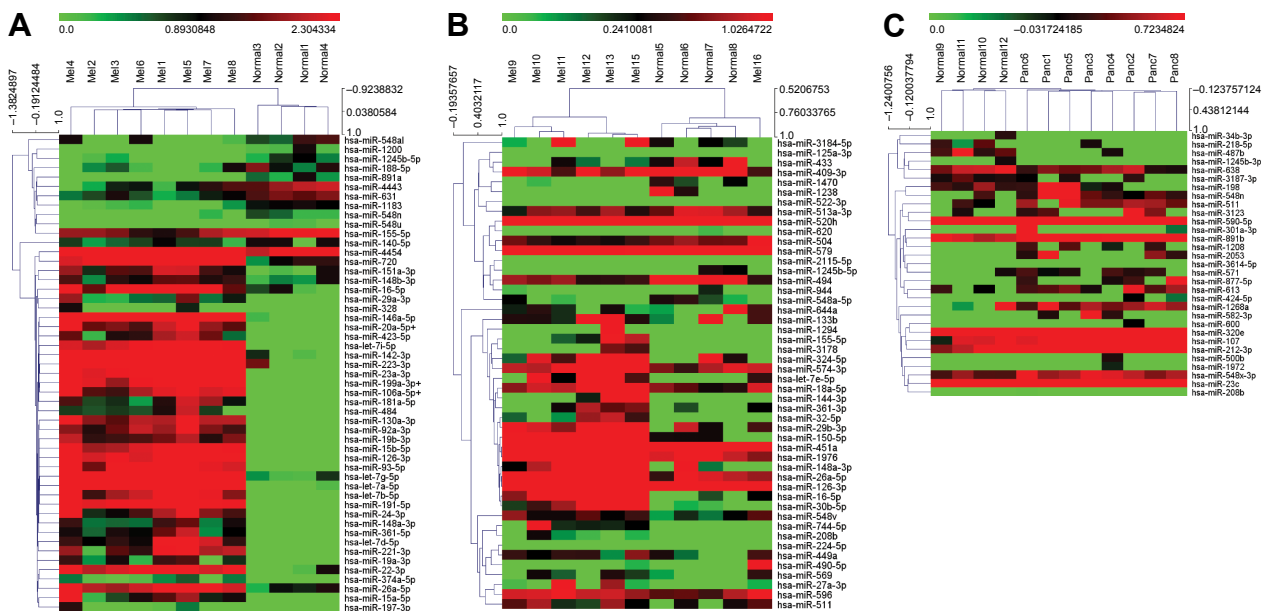 A
0.0 0.8930848 2.304334
Mel4 Mel2 Mel3 Mel6 Mel1 Mel5 Mel7 Mel8 Normal3 Normal2 Normal1 Normal4
−1.3824897
−0.19124484
1.0
−0.9238832
0.0380584
1.0
hsa-miR-548al
hsa-miR-1200
hsa-miR-1245b-5p
hsa-miR-188-5p
hsa-miR-891a
hsa-miR-4443
hsa-miR-631
hsa-miR-1183
hsa-miR-548n
hsa-miR-548u
hsa-miR-155-5p
hsa-miR-140-5p
hsa-miR-4454
hsa-miR-720
hsa-miR-151a-3p
hsa-miR-148b-3p
hsa-miR-16-5p
hsa-miR-29a-3p
hsa-miR-328
hsa-miR-146a-5p
hsa-miR-20a-5p+
hsa-miR-423-5p
hsa-let-7i-5p
hsa-miR-142-3p
hsa-miR-223-3p
hsa-miR-23a-3p
hsa-miR-199a-3p+
hsa-miR-106a-5p+
hsa-miR-181a-5p
hsa-miR-484
hsa-miR-130a-3p
hsa-miR-92a-3p
hsa-miR-19b-3p
hsa-miR-15b-5p
hsa-miR-126-3p
hsa-miR-93-5p
hsa-let-7g-5p
hsa-let-7a-5p
hsa-let-7b-5p
hsa-miR-191-5p
hsa-miR-24-3p
hsa-miR-148a-3p
hsa-miR-361-5p
hsa-let-7d-5p
hsa-miR-221-3p
hsa-miR-19a-3p
hsa-miR-22-3p
hsa-miR-374a-5p
hsa-miR-26a-5p
hsa-miR-15a-5p
hsa-miR-197-3p
B
0.0 0.2410081 1.0264722
Mel9 Mel10 Mel11 Mel12 Mel13 Mel15 Normal5 Normal6 Normal7 Normal8 Mel16
−0.19357657
0.4032117
1.0
0.5206753
0.76033765
1.0
hsa-miR-3184-5p
hsa-miR-125a-3p
hsa-miR-433
hsa-miR-409-3p
hsa-miR-1470
hsa-miR-1238
hsa-miR-522-3p
hsa-miR-513a-3p
hsa-miR-520h
hsa-miR-620
hsa-miR-504
hsa-miR-579
hsa-miR-2115-5p
hsa-miR-1245b-5p
hsa-miR-494
hsa-miR-944
hsa-miR-548a-5p
hsa-miR-644a
hsa-miR-133b
hsa-miR-1294
hsa-miR-155-5p
hsa-miR-3178
hsa-miR-324-5p
hsa-miR-574-3p
hsa-let-7e-5p
hsa-miR-18a-5p
hsa-miR-144-3p
hsa-miR-361-3p
hsa-miR-32-5p
hsa-miR-29b-3p
hsa-miR-150-5p
hsa-miR-451a
hsa-miR-1976
hsa-miR-148a-3p
hsa-miR-26a-5p
hsa-miR-126-3p
hsa-miR-16-5p
hsa-miR-30b-5p
hsa-miR-548v
hsa-miR-744-5p
hsa-miR-208b
hsa-miR-224-5p
hsa-miR-449a
hsa-miR-490-5p
hsa-miR-569
hsa-miR-27a-3p
hsa-miR-596
hsa-miR-511
C
0.0 −0.031724185 0.7234824
Normal9 Normal11 Normal10 Normal12 Panc6 Panc1 Panc5 Panc3 Panc4 Panc2 Panc7 Panc8
−1.2400756
−0.120037794
1.0
−0.123757124
0.43812144
1.0
hsa-miR-34b-3p
hsa-miR-218-5p
hsa-miR-487b
hsa-miR-1245b-3p
hsa-miR-638
hsa-miR-3187-3p
hsa-miR-198
hsa-miR-548n
hsa-miR-511
hsa-miR-3123
hsa-miR-590-5p
hsa-miR-301a-3p
hsa-miR-891b
hsa-miR-1208
hsa-miR-2053
hsa-miR-3614-5p
hsa-miR-571
hsa-miR-877-5p
hsa-miR-613
hsa-miR-424-5p
hsa-miR-1268a
hsa-miR-582-3p
hsa-miR-600
hsa-miR-320e
hsa-miR-107
hsa-miR-212-3p
hsa-miR-500b
hsa-miR-1972
hsa-miR-548x-3p
hsa-miR-23c
hsa-miR-208b